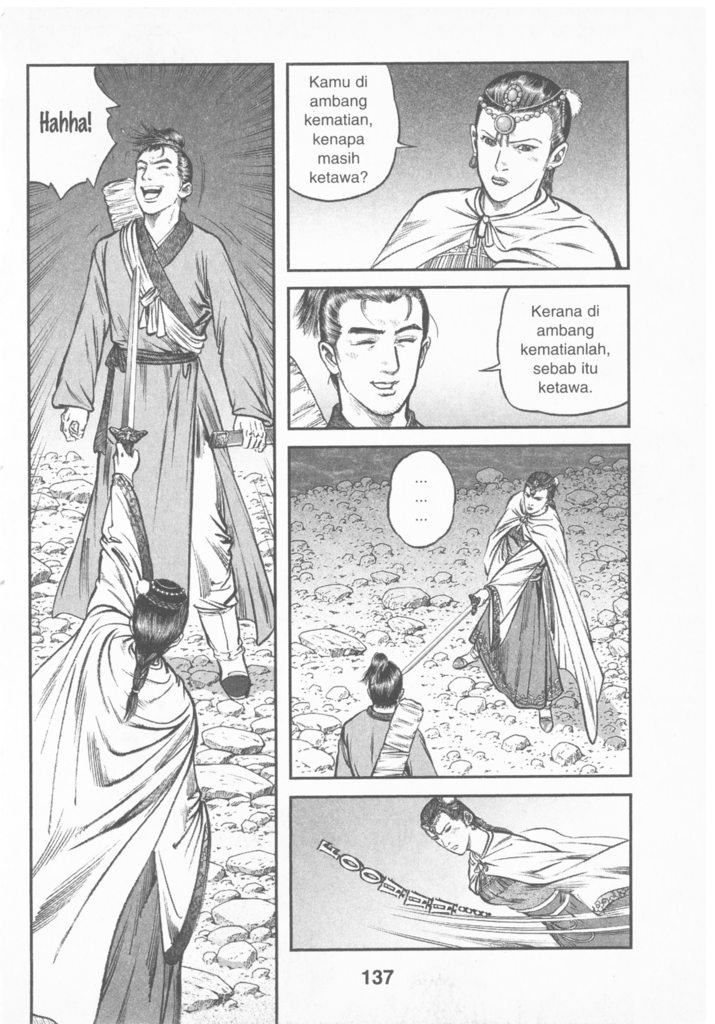 Hahha!
Kamu di
ambang
kematian,
kenapa
masih
ketawa?
Kerana di
ambang
kematianlah,
sebab itu
ketawa.
...
...
...
137